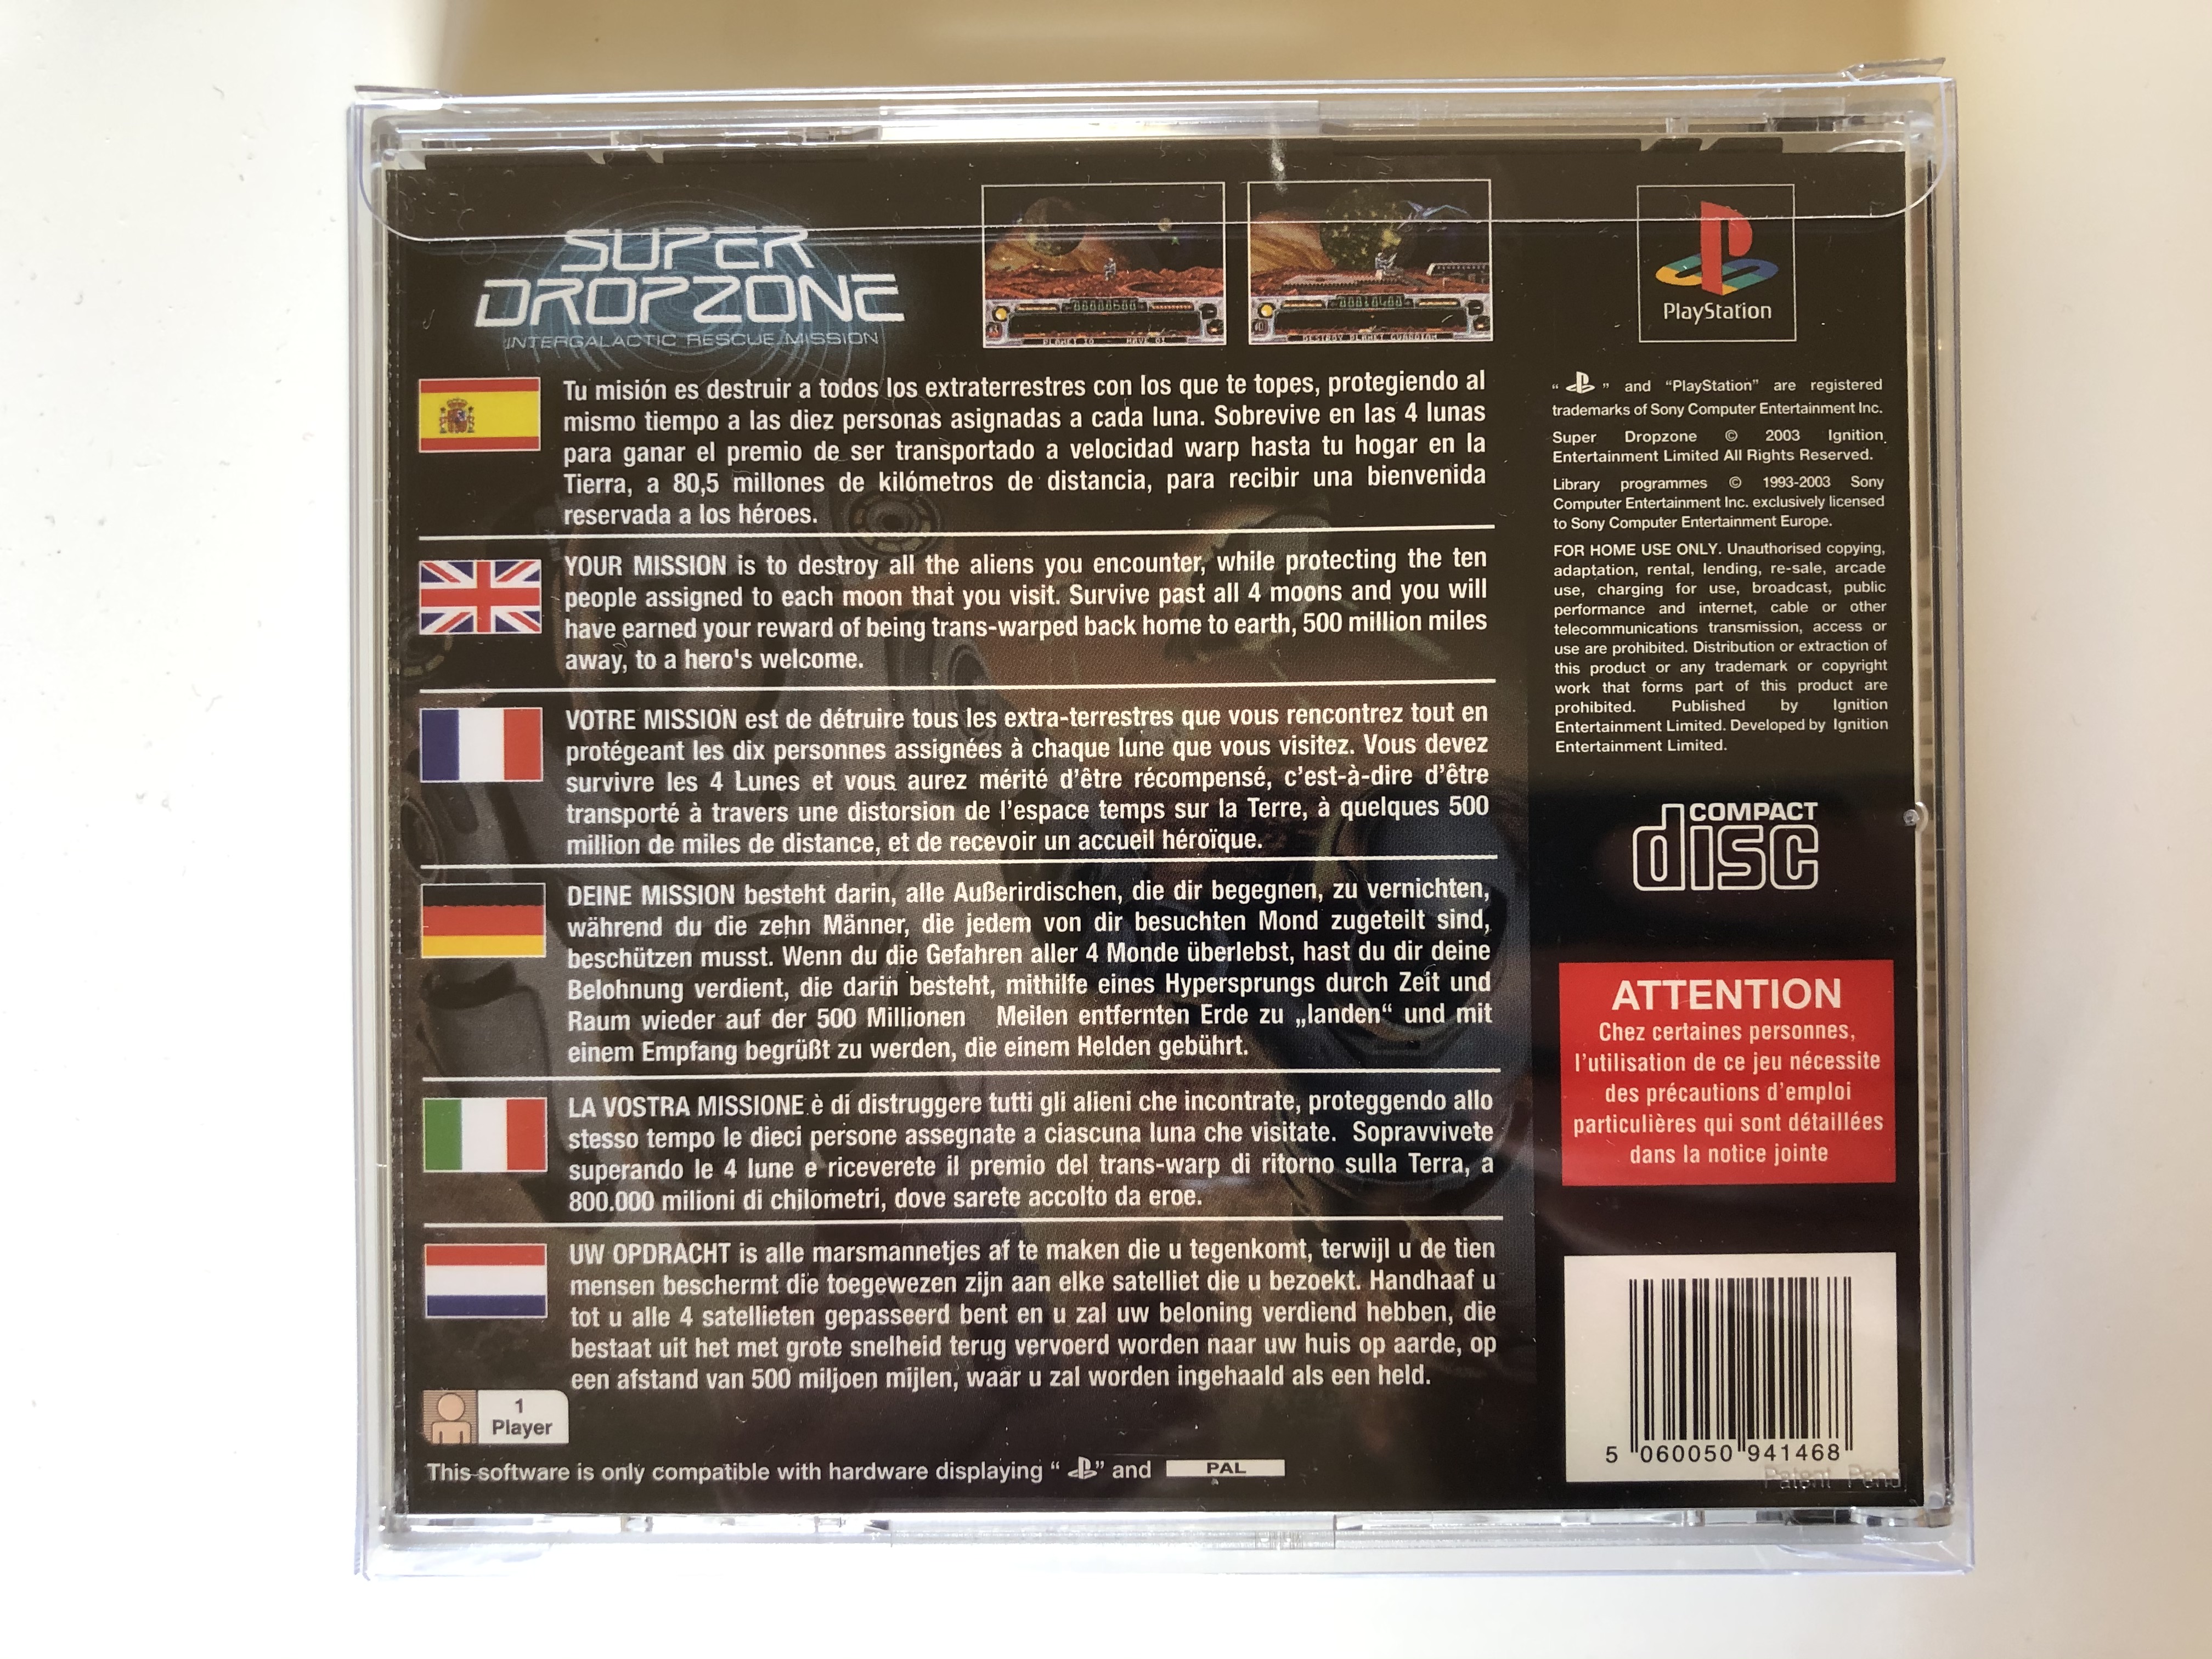 SUPER
DROPZONE
INTERGALACTIC RESCUE MISSION
PLANET 10
DESTROY PLANET GUARDIAN
Tu misión es destruir a todos los extraterrestres con los que te topes, protegiendo al
mismo tiempo a las diez personas asignadas a cada luna. Sobrevive en las 4 lunas
para ganar el premio de ser transportado a velocidad warp hasta tu hogar en la
Tierra, a 80,5 millones de kilómetros de distancia, para recibir una bienvenida
reservada a los héroes.
YOUR MISSION is to destroy all the aliens you encounter, while protecting the ten
people assigned to each moon that you visit. Survive past all 4 moons and you will
have earned your reward of being trans-warped back home to earth, 500 million miles
away, to a hero's welcome.
VOTRE MISSION est de détruire tous les extra-terrestres que vous rencontrez tout en
protégeant les dix personnes assignées à chaque lune que vous visitez. Vous devez
survivre les 4 Lunes et vous aurez mérité d'être récompensé, c'est-à-dire d'être
transporté à travers une distorsion de l'espace temps sur la Terre, à quelques 500
million de miles de distance, et de recevoir un accueil héroïque.
DEINE MISSION besteht darin, alle Außerirdischen, die dir begegnen, zu vernichten,
während du die zehn Männer, die jedem von dir besuchten Mond zugeteilt sind,
beschützen musst. Wenn du die Gefahren aller 4 Monde überlebst, hast du dir deine
Belohnung verdient, die darin besteht, mithilfe eines Hypersprungs durch Zeit und
Raum wieder auf der 500 Millionen Meilen entfernten Erde zu „landen“ und mit
einem Empfang begrüßt zu werden, die einem Helden gebührt.
LA VOSTRA MISSIONE è di distruggere tutti gli alieni che incontrate, proteggendo allo
stesso tempo le dieci persone assegnate a ciascuna luna che visitate. Sopravvivete
superando le 4 lune e riceverete il premio del trans-warp di ritorno sulla Terra, a
800.000 milioni di chilometri, dove sarete accolto da eroe.
UW OPDRACHT is alle marsmannetjes af te maken die u tegenkomt, terwijl u de tien
mensen beschermt die toegewezen zijn aan elke satelliet die u bezoekt. Handhaaf u
tot u alle 4 satellieten gepasseerd bent en u zal uw beloning verdiend hebben, die
bestaat uit het met grote snelheid terug vervoerd worden naar uw huis op aarde, op
een afstand van 500 miljoen mijlen, waar u zal worden ingehaald als een held.
1
Player
This software is only compatible with hardware displaying “ ” and PAL
PlayStation
“ ” and “PlayStation” are registered
trademarks of Sony Computer Entertainment Inc.
Super Dropzone © 2003 Ignition
Entertainment Limited All Rights Reserved.
Library programmes © 1993-2003 Sony
Computer Entertainment Inc. exclusively licensed
to Sony Computer Entertainment Europe.
FOR HOME USE ONLY. Unauthorised copying,
adaptation, rental, lending, re-sale, arcade
use, charging for use, broadcast, public
performance and internet, cable or other
telecommunications transmission, access or
use are prohibited. Distribution or extraction of
this product or any trademark or copyright
work that forms part of this product are
prohibited. Published by Ignition
Entertainment Limited. Developed by Ignition
Entertainment Limited.
COMPACT
disc
ATTENTION
Chez certaines personnes,
l'utilisation de ce jeu nécessite
des précautions d'emploi
particulières qui sont détaillées
dans la notice jointe
5 060050 941468
Patent Pend